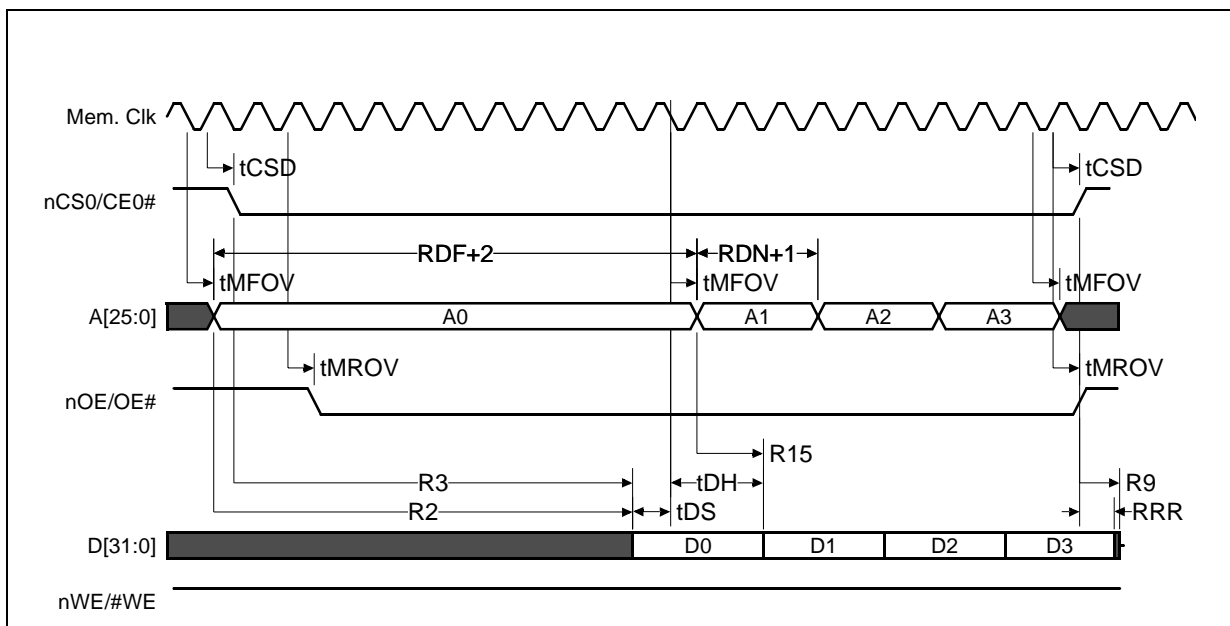 Mem. Clk
tCSD
tCSD
nCS0/CE0#
RDF+2
RDN+1
tMFOV
tMFOV
tMFOV
A[25:0]
A0
A1
A2
A3
tMROV
tMROV
nOE/OE#
R15
R3
tDH
R9
R2
tDS
RRR
D[31:0]
D0
D1
D2
D3
nWE/#WE